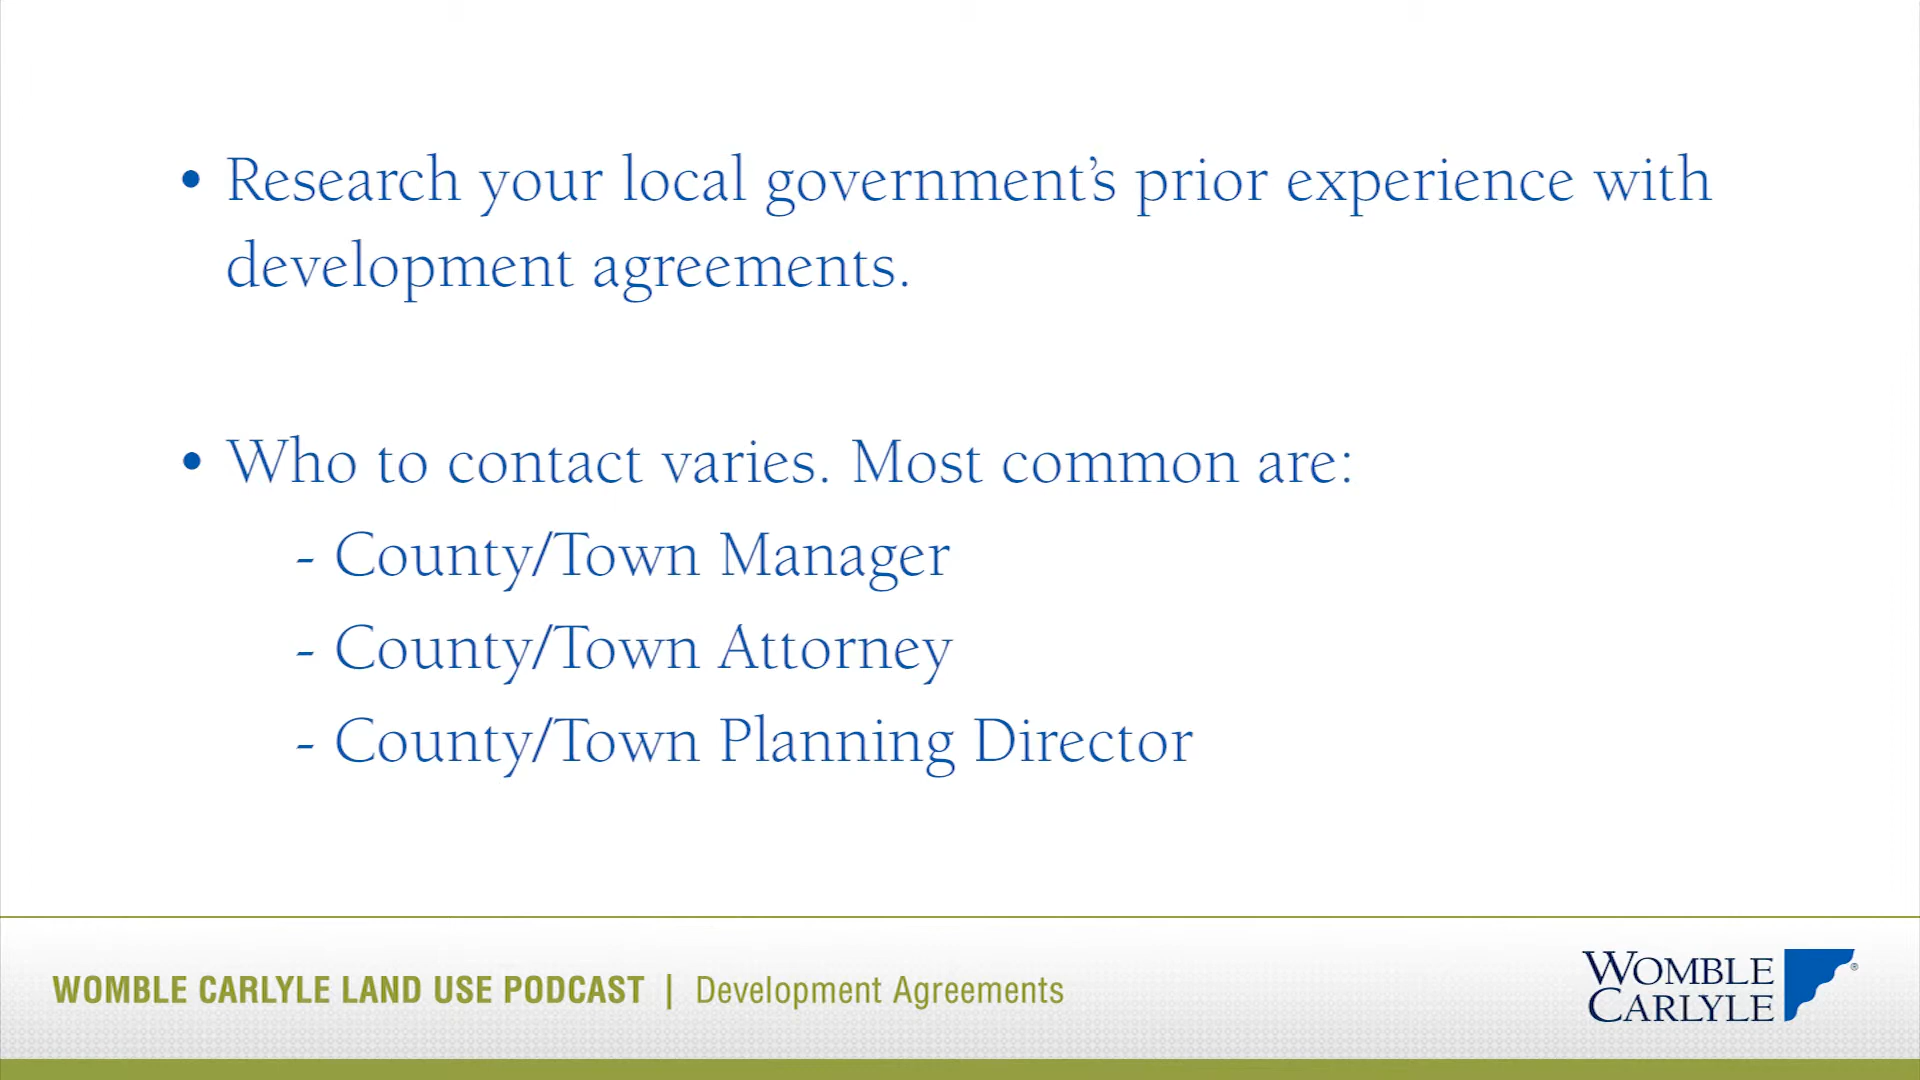 • Research your local government’s prior experience with
development agreements.
• Who to contact varies. Most common are:
- County/Town Manager
- County/Town Attorney
- County/Town Planning Director
WOMBLE CARLYLE LAND USE PODCAST | Development Agreements
WOMBLE
CARLYLE ®